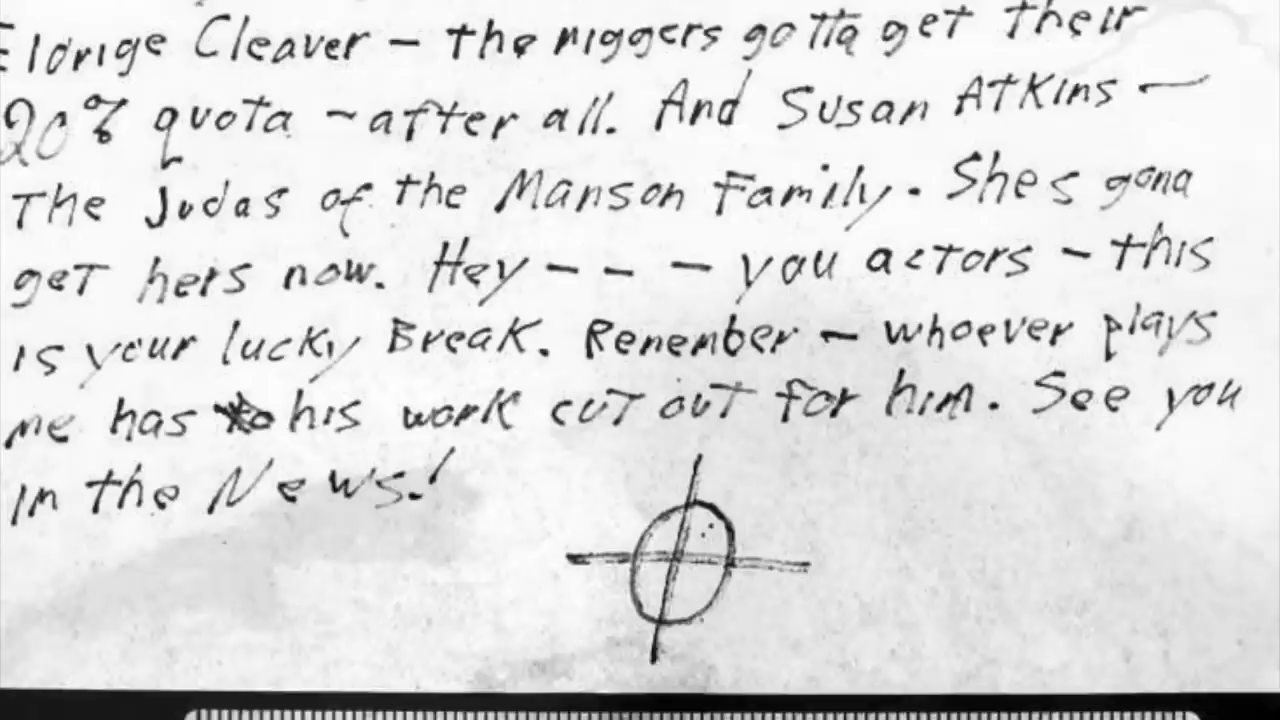 Eldrige Cleaver – the niggers gotta get their
20% quota – after all. And Susan Atkins –
The Judas of the Manson Family. Shes gona
get hers now. Hey – – – you actors – this
is your lucky Break. Remember – whoever plays
me has his work cut out for him. See you
in the News!